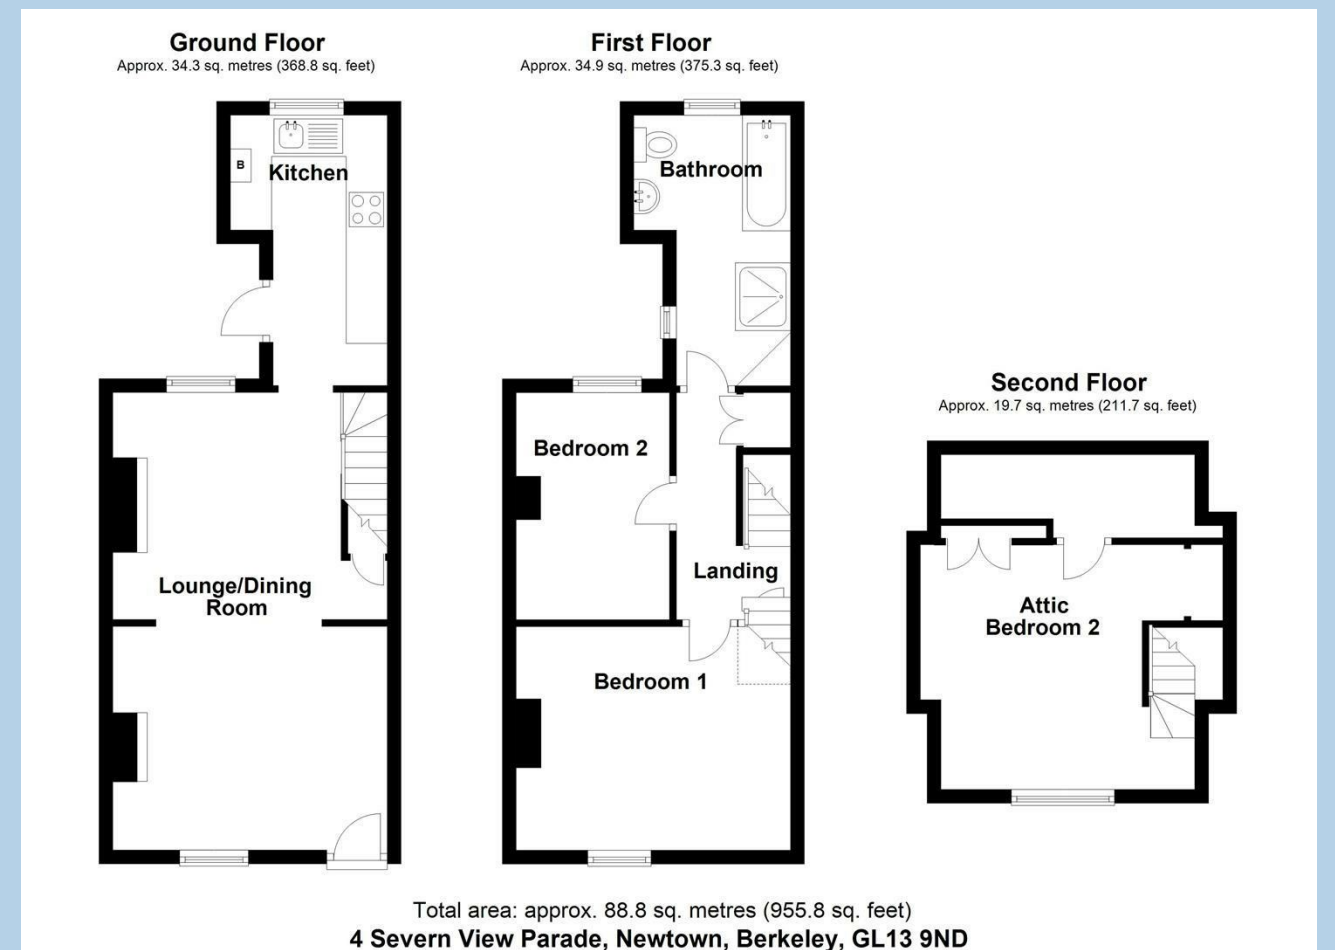 Ground Floor
Approx. 34.3 sq. metres (368.8 sq. feet)
B
Kitchen
Lounge/Dining
Room
First Floor
Approx. 34.9 sq. metres (375.3 sq. feet)
Bathroom
Bedroom 2
Landing
Bedroom 1
Second Floor
Approx. 19.7 sq. metres (211.7 sq. feet)
Attic
Bedroom 2
Total area: approx. 88.8 sq. metres (955.8 sq. feet)
4 Severn View Parade, Newtown, Berkeley, GL13 9ND